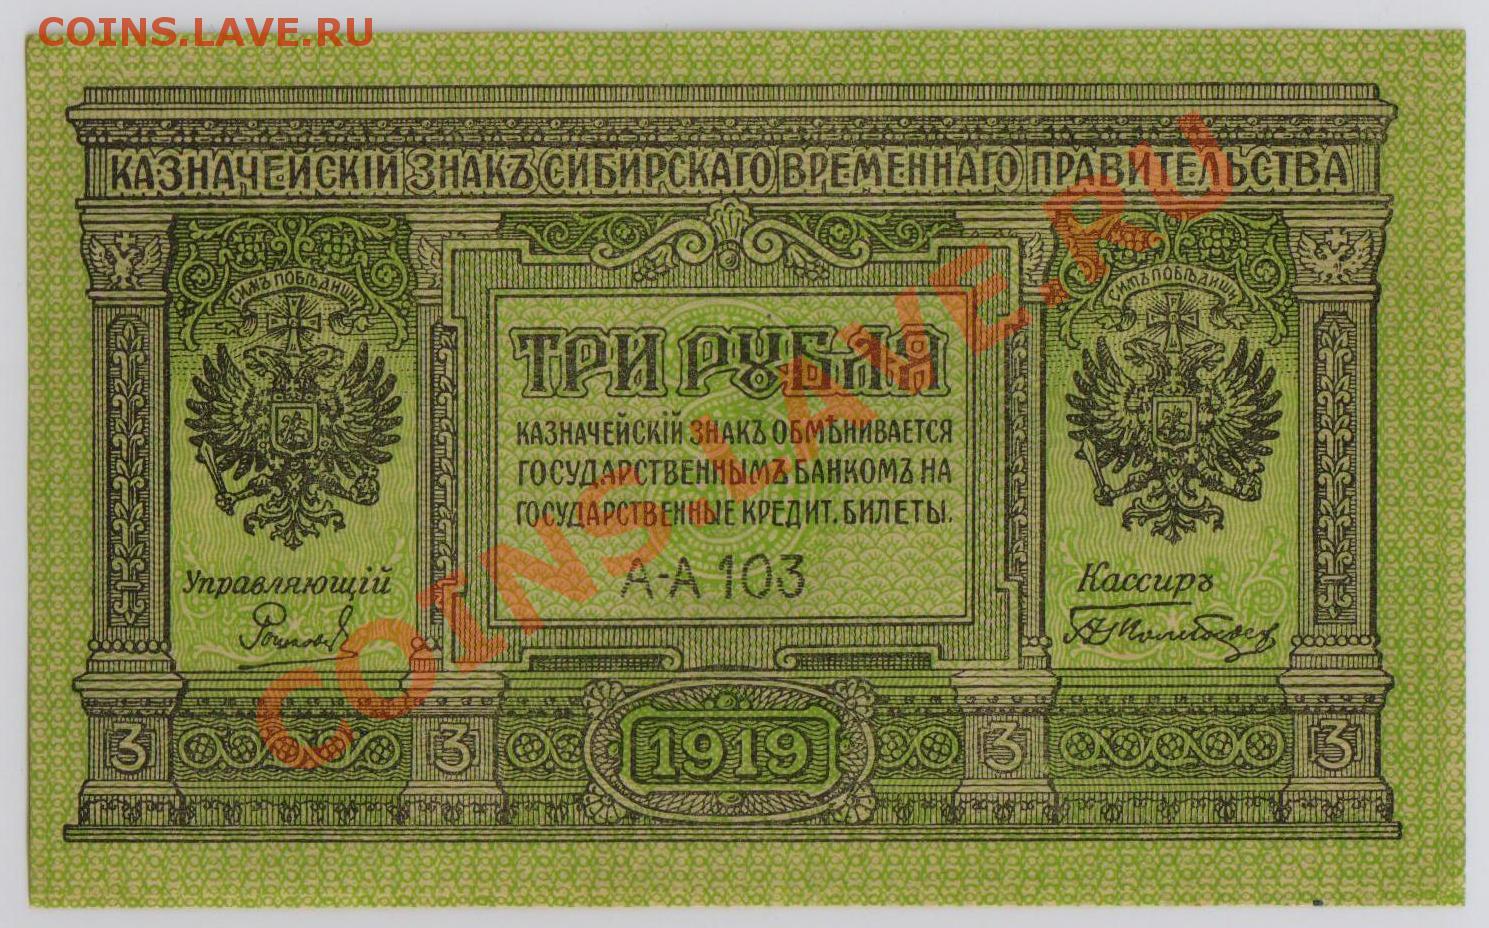 COINS.LAVE.RU
КАЗНАЧЕЙСКIЙ ЗНАКЪ СИБИРСКАГО ВРЕМЕННАГО ПРАВИТЕЛЬСТВА
СИМЪ ПОБѢДИШИ
СИМЪ ПОБѢДИШИ
ТРИ РУБЛЯ
КАЗНАЧЕЙСКIЙ ЗНАКЪ ОБМѢНИВАЕТСЯ
ГОСУДАРСТВЕННЫМЪ БАНКОМЪ НА
ГОСУДАРСТВЕННЫЕ КРЕДИТ. БИЛЕТЫ.
А-А 103
Управляющiй
Кассиръ
3 3 1919 3 3
COINS.LAVE.RU